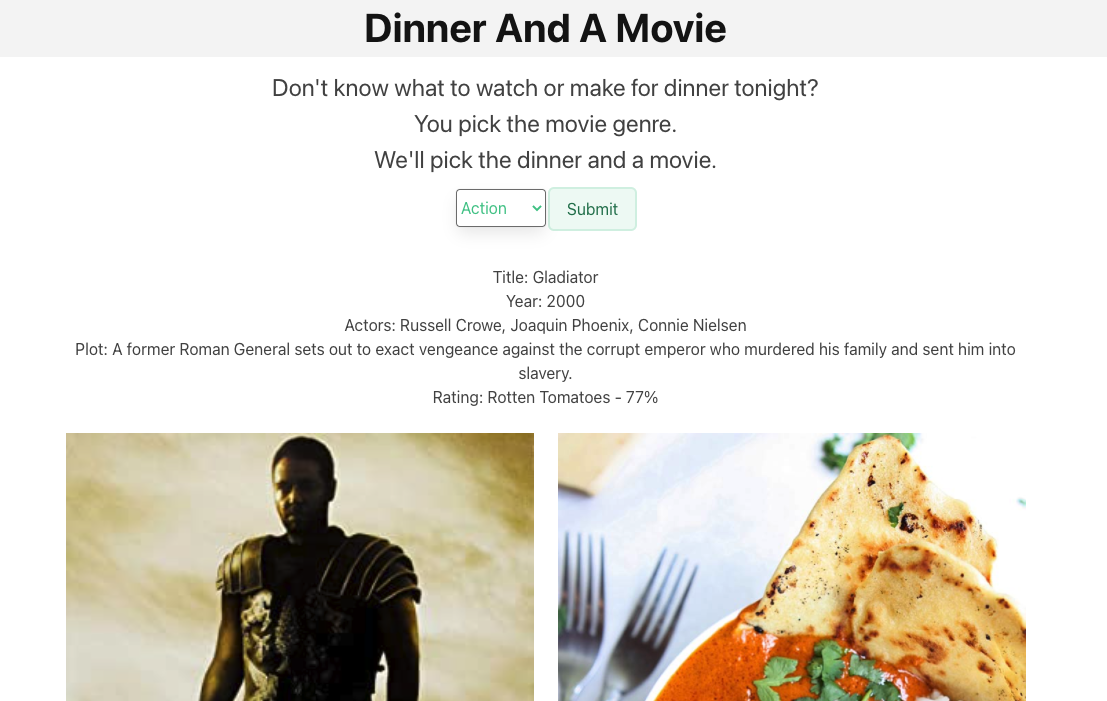 Dinner And A Movie
Don't know what to watch or make for dinner tonight?
You pick the movie genre.
We'll pick the dinner and a movie.
Action Submit
Title: Gladiator
Year: 2000
Actors: Russell Crowe, Joaquin Phoenix, Connie Nielsen
Plot: A former Roman General sets out to exact vengeance against the corrupt emperor who murdered his family and sent him into
slavery.
Rating: Rotten Tomatoes - 77%